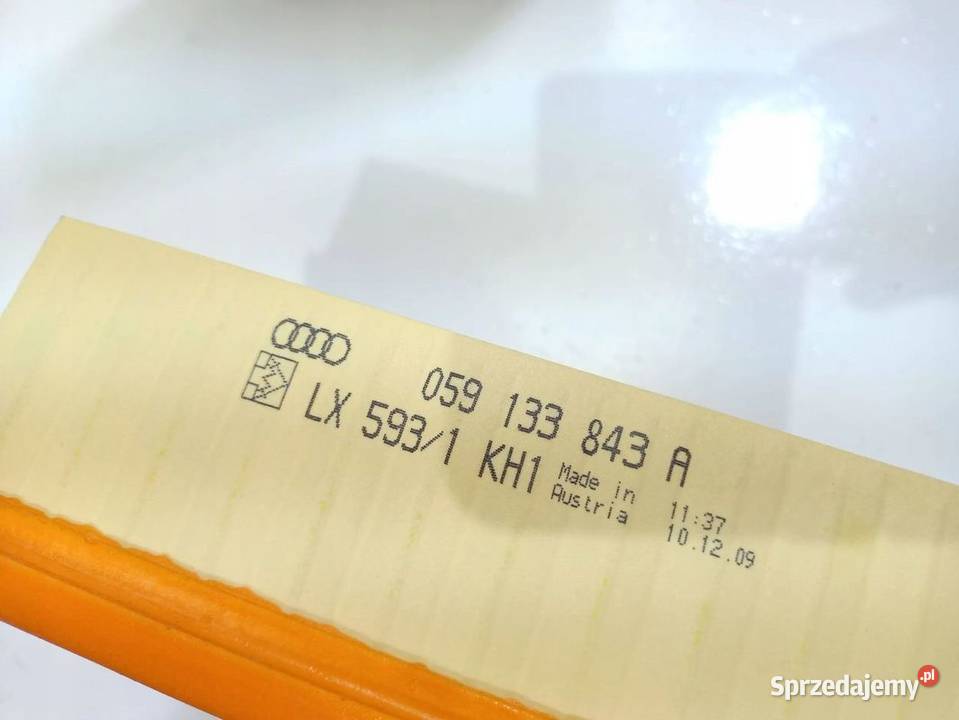 059 133 843 A
LX 593/1 KH1
Made in
Austria
11:37
10.12.09
Sprzedajemy.pl